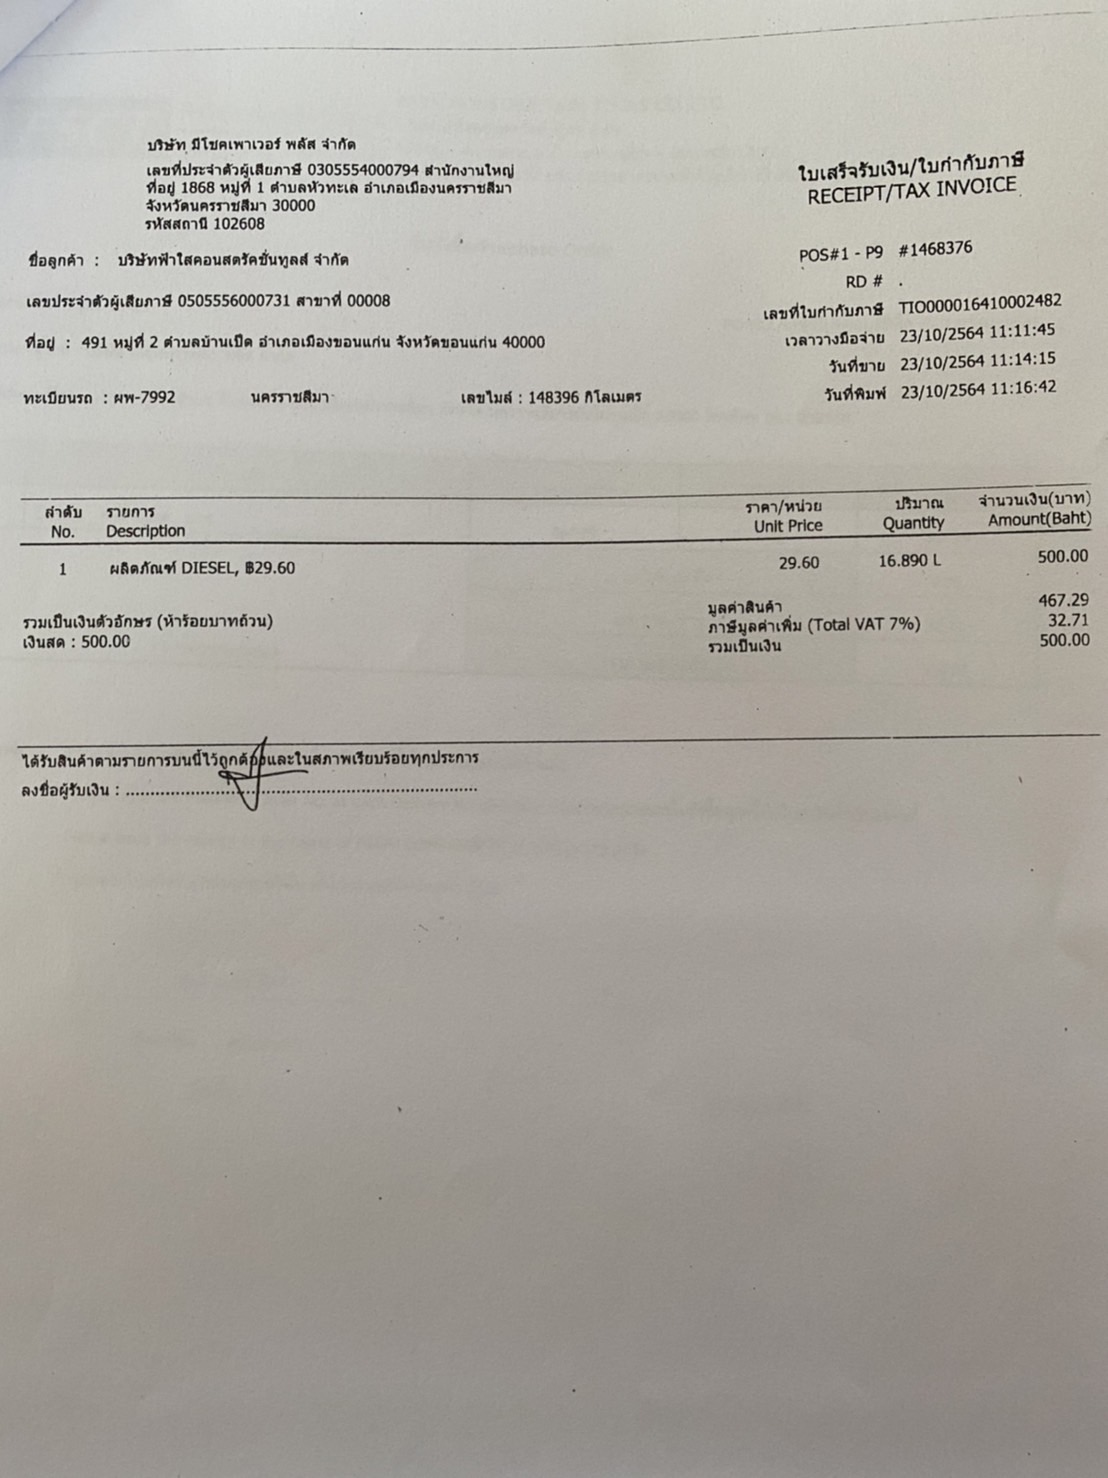 บริษัท มีโชคเพาเวอร์ พลัส จำกัด
เลขที่ประจำตัวผู้เสียภาษี 0305554000794 สำนักงานใหญ่
ที่อยู่ 1868 หมู่ที่ 1 ตำบลหัวทะเล อำเภอเมืองนครราชสีมา
จังหวัดนครราชสีมา 30000
รหัสสถานี 102608
ใบเสร็จรับเงิน/ใบกำกับภาษี
RECEIPT/TAX INVOICE
ชื่อลูกค้า : บริษัทฟ้าใสคอนสตรัคชั่นทูลส์ จำกัด
เลขประจำตัวผู้เสียภาษี 0505556000731 สาขาที่ 00008
ที่อยู่ : 491 หมู่ที่ 2 ตำบลบ้านเป็ด อำเภอเมืองขอนแก่น จังหวัดขอนแก่น 40000
ทะเบียนรถ : ผพ-7992 นครราชสีมา เลขไมล์ : 148396 กิโลเมตร
POS#1 - P9 #1468376
RD # .
เลขที่ใบกำกับภาษี TIO000016410002482
เวลาวางมือจ่าย 23/10/2564 11:11:45
วันที่ขาย 23/10/2564 11:14:15
วันที่พิมพ์ 23/10/2564 11:16:42
ลำดับ รายการ ราคา/หน่วย ปริมาณ จำนวนเงิน(บาท)
No. Description Unit Price Quantity Amount(Baht)
1 ผลิตภัณฑ์ DIESEL, ฿29.60 29.60 16.890 L 500.00
มูลค่าสินค้า 467.29
รวมเป็นเงินตัวอักษร (ห้าร้อยบาทถ้วน) ภาษีมูลค่าเพิ่ม (Total VAT 7%) 32.71
เงินสด : 500.00 รวมเป็นเงิน 500.00
ได้รับสินค้าตามรายการบนนี้ไว้ถูกต้องและในสภาพเรียบร้อยทุกประการ
ลงชื่อผู้รับเงิน : ......................................................................